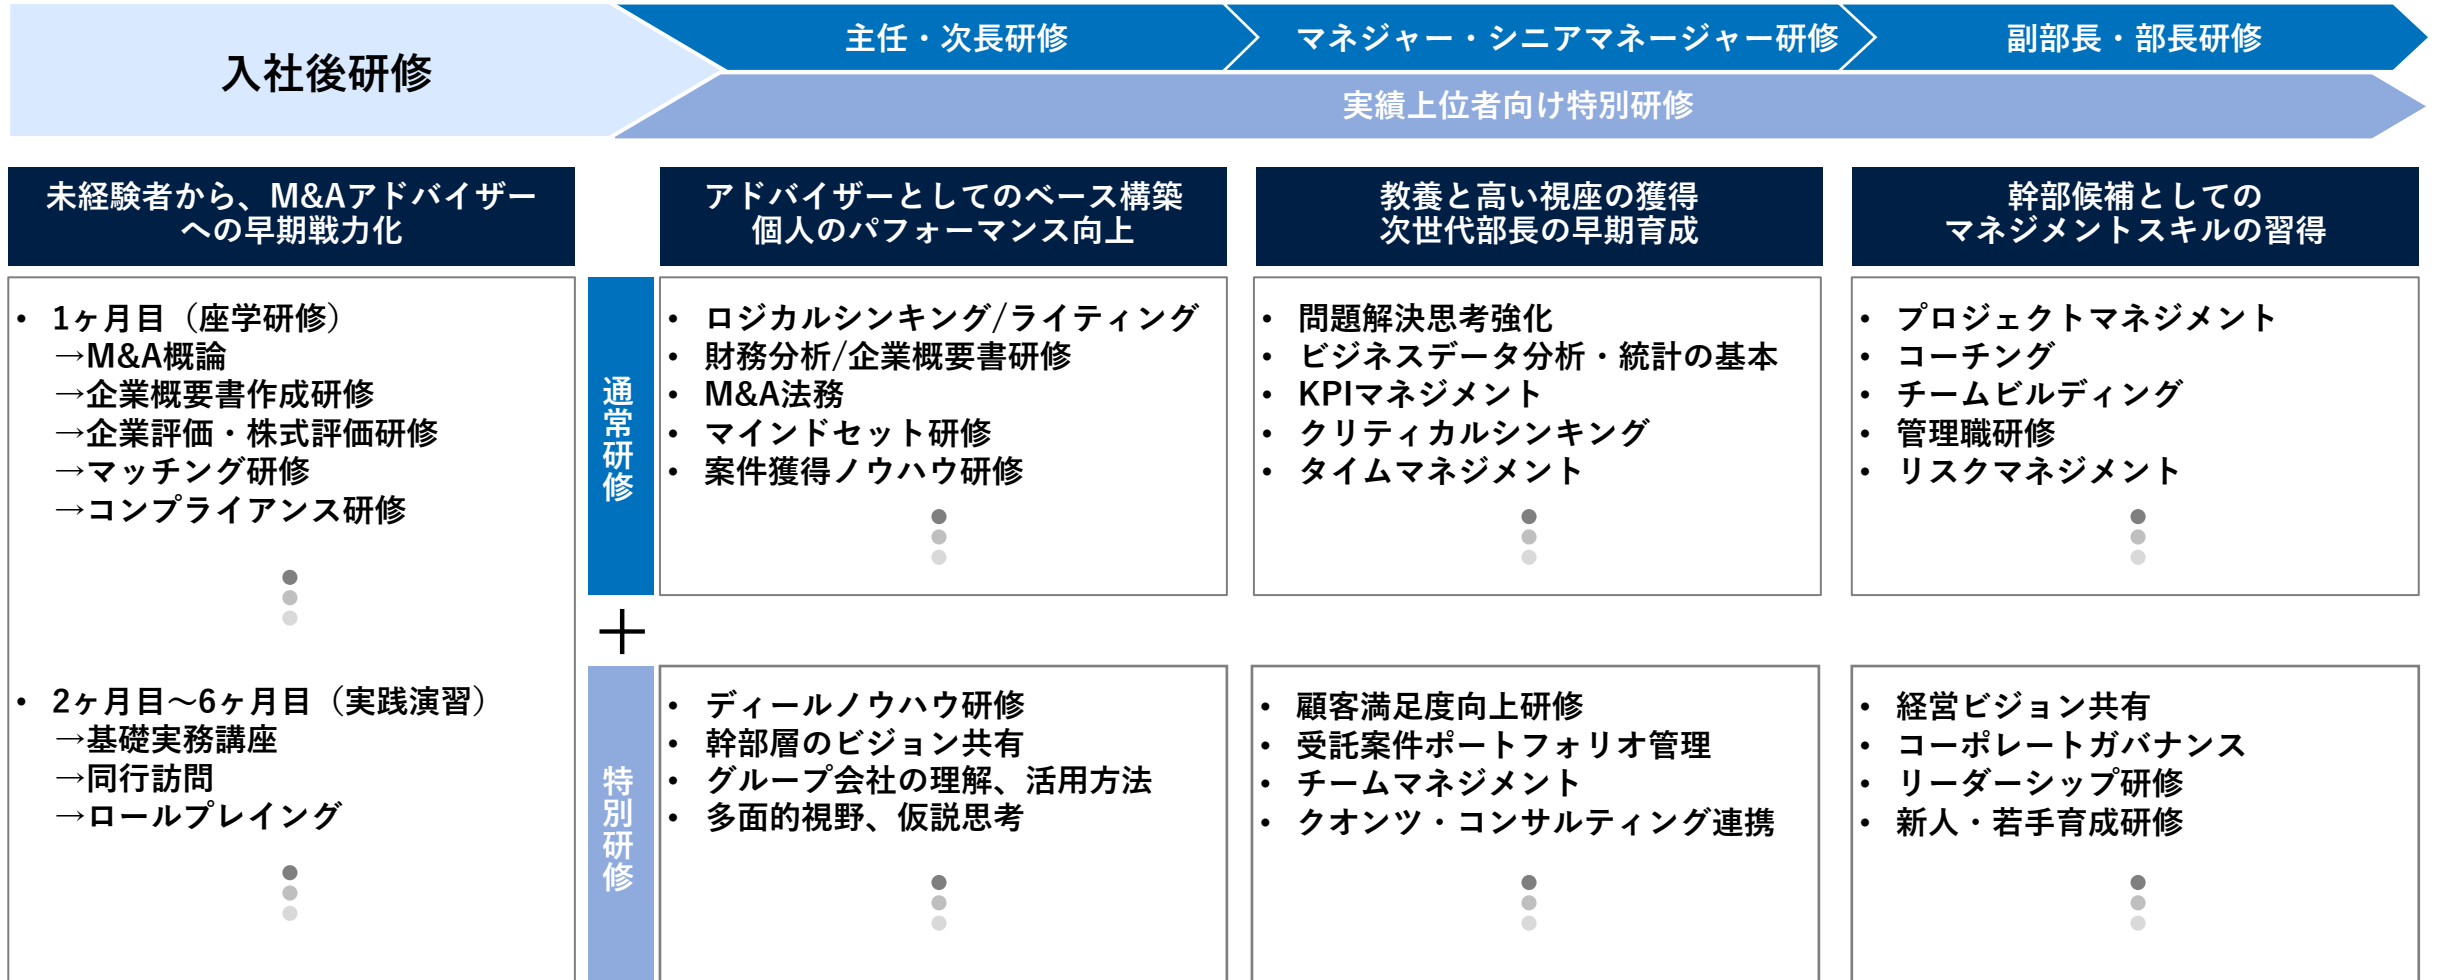 入社後研修
主任・次長研修
マネジャー・シニアマネージャー研修
副部長・部長研修
実績上位者向け特別研修
未経験者から、M&Aアドバイザー
への早期戦力化
• 1ヶ月目（座学研修）
→M&A概論
→企業概要書作成研修
→企業評価・株式評価研修
→マッチング研修
→コンプライアンス研修
• 2ヶ月目～6ヶ月目（実践演習）
→基礎実務講座
→同行訪問
→ロールプレイング
通常研修
＋
特別研修
アドバイザーとしてのベース構築
個人のパフォーマンス向上
• ロジカルシンキング/ライティング
• 財務分析/企業概要書研修
• M&A法務
• マインドセット研修
• 案件獲得ノウハウ研修
• ディールノウハウ研修
• 幹部層のビジョン共有
• グループ会社の理解、活用方法
• 多面的視野、仮説思考
教養と高い視座の獲得
次世代部長の早期育成
• 問題解決思考強化
• ビジネスデータ分析・統計の基本
• KPIマネジメント
• クリティカルシンキング
• タイムマネジメント
• 顧客満足度向上研修
• 受託案件ポートフォリオ管理
• チームマネジメント
• クオンツ・コンサルティング連携
幹部候補としての
マネジメントスキルの習得
• プロジェクトマネジメント
• コーチング
• チームビルディング
• 管理職研修
• リスクマネジメント
• 経営ビジョン共有
• コーポレートガバナンス
• リーダーシップ研修
• 新人・若手育成研修